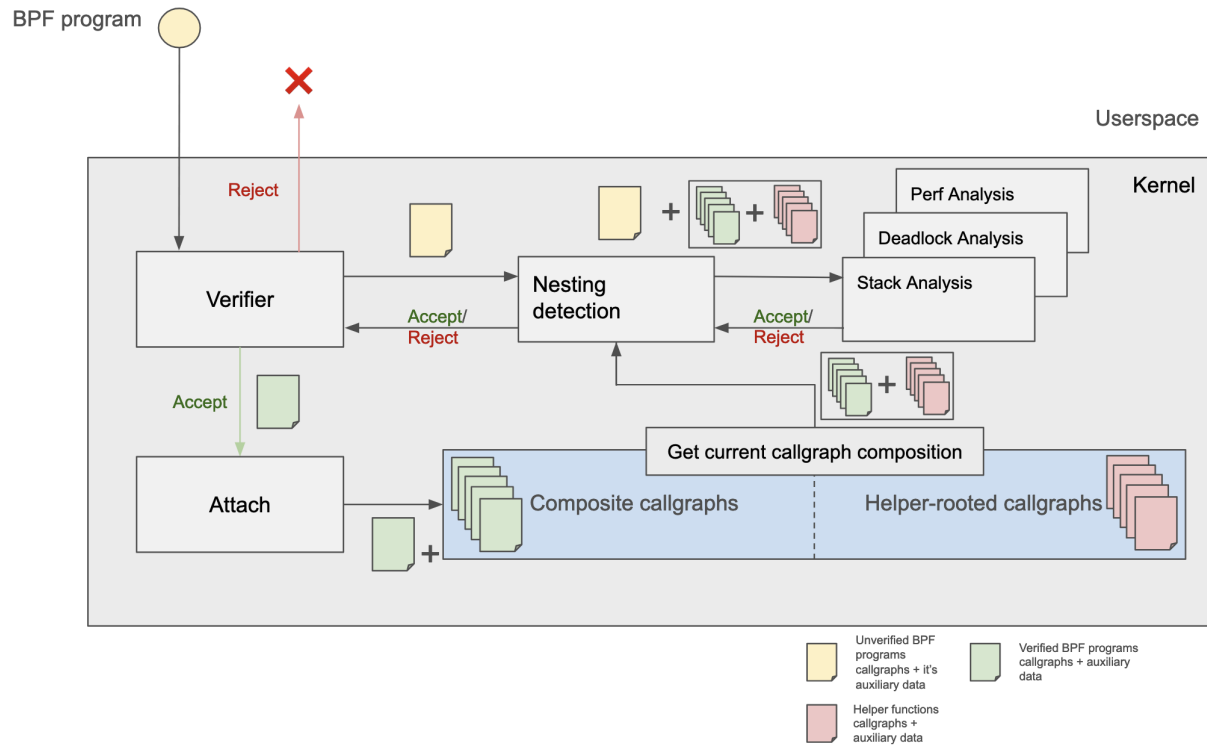 BPF program
Userspace
Kernel
Reject
Perf Analysis
Deadlock Analysis
Stack Analysis
Verifier
Nesting
detection
Accept/
Reject
Accept/
Reject
Accept
Get current callgraph composition
Attach
Composite callgraphs
Helper-rooted callgraphs
Unverified BPF
programs
callgraphs + it's
auxiliary data
Verified BPF programs
callgraphs + auxiliary
data
Helper functions
callgraphs +
auxiliary data